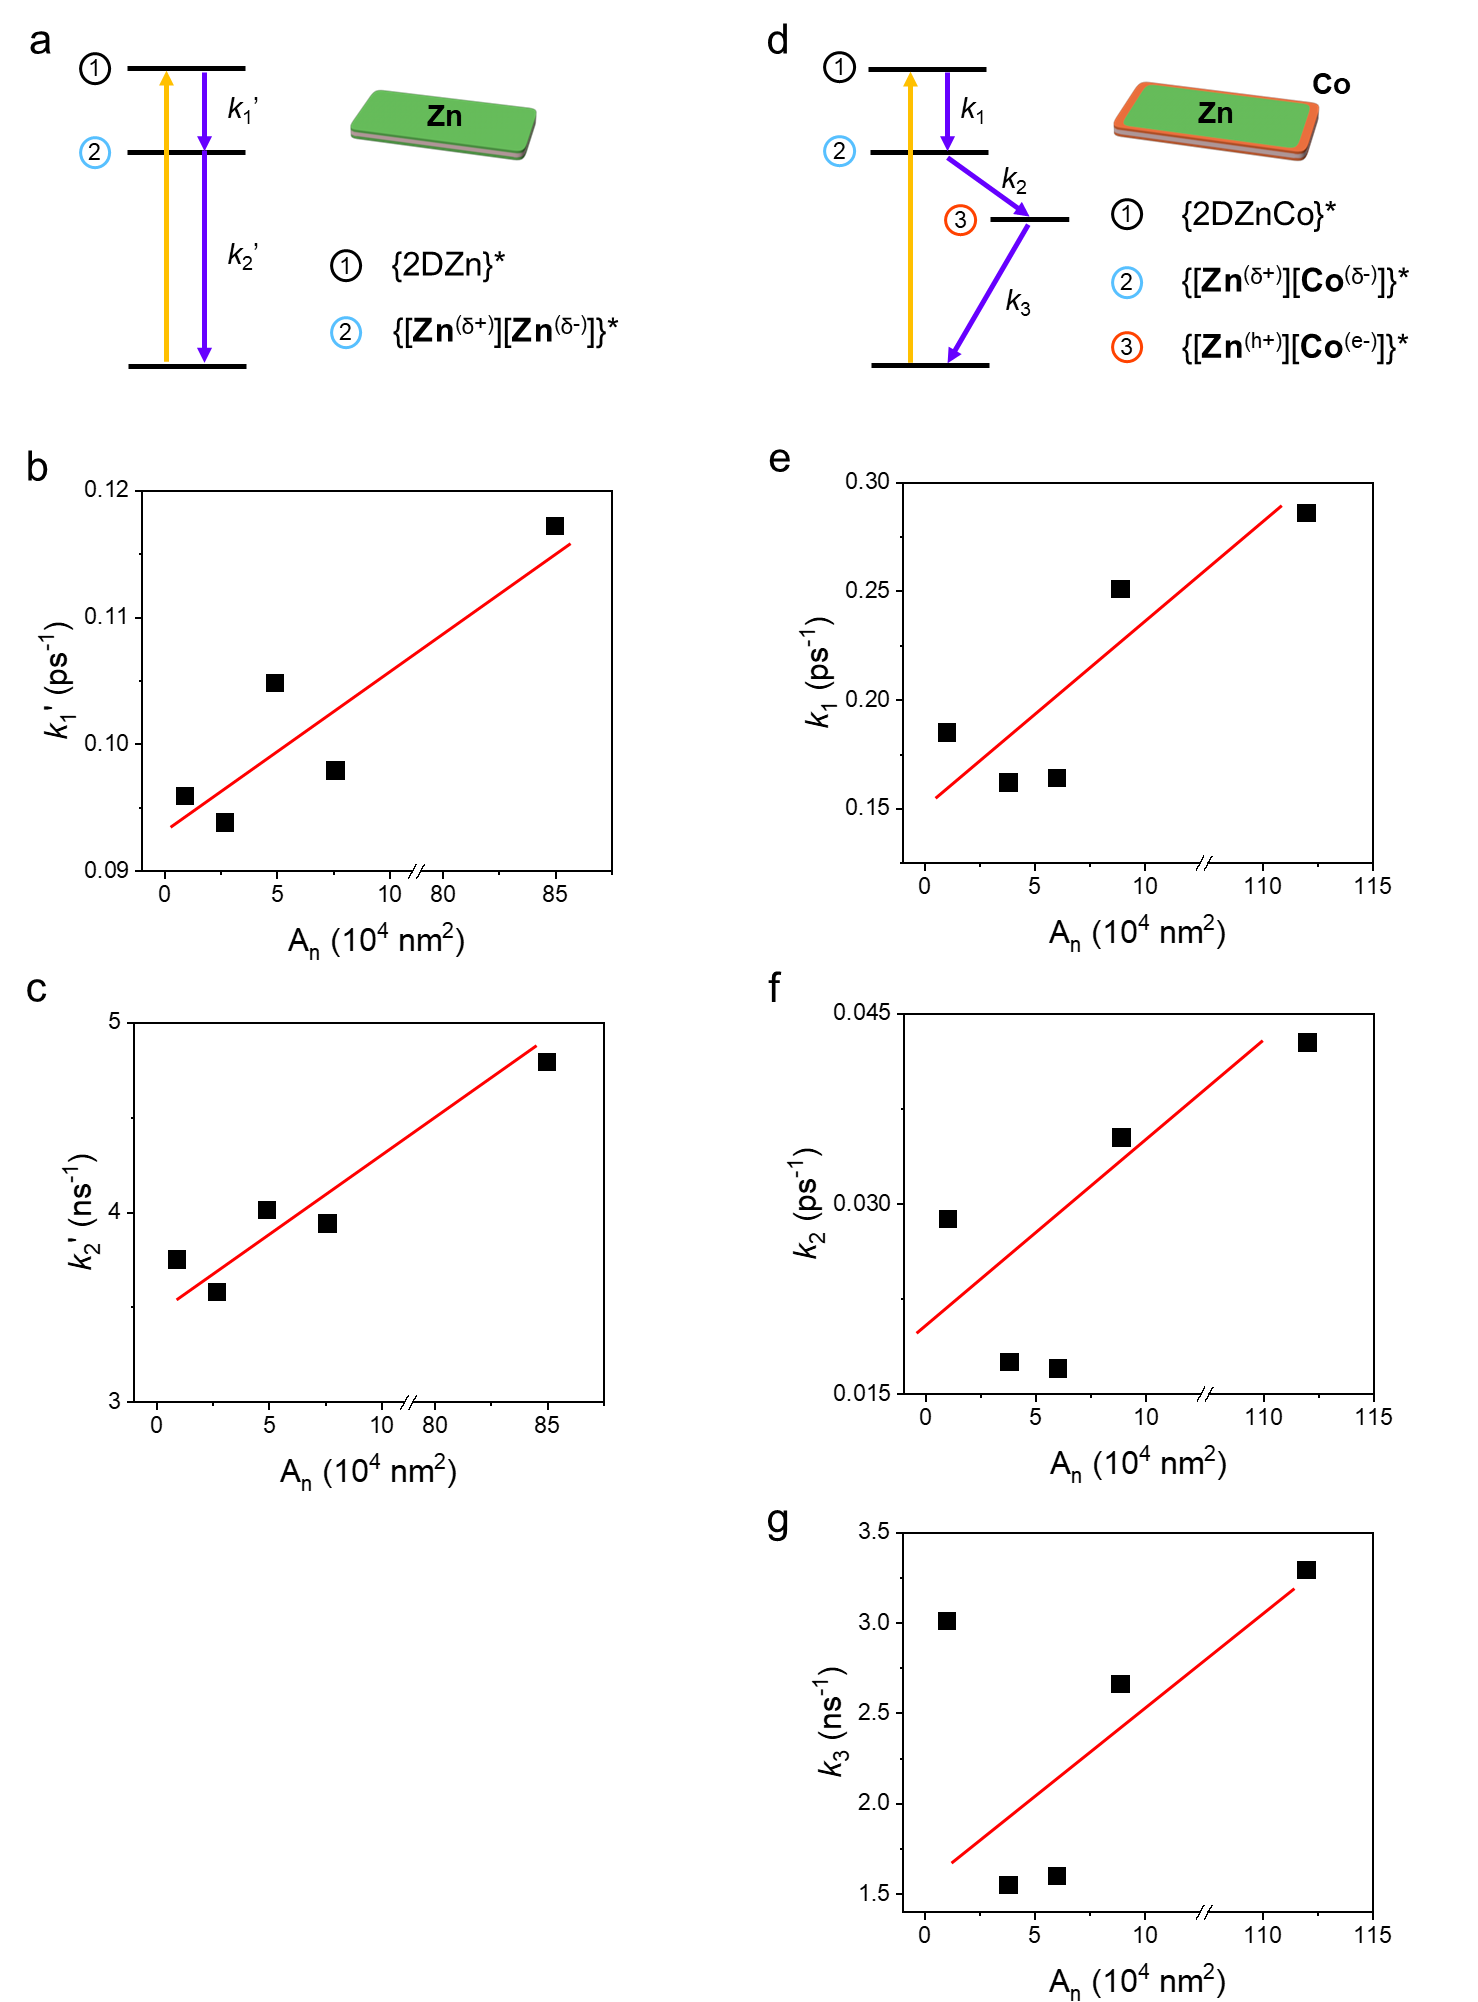 a
1
k1’
2
k2’
Zn
1 {2DZn}*
2 {[Zn(δ+)][Zn(δ-)]}*
d
1
k1
2
k2
3
k3
Zn
Co
1 {2DZnCo}*
2 {[Zn(δ+)][Co(δ-)]}*
3 {[Zn(h+)][Co(e-)]}*
b
0.12
0.11
0.10
0.09
k1' (ps-1)
0 5 10 80 85
An (104 nm2)
e
0.30
0.25
0.20
0.15
k1 (ps-1)
0 5 10 110 115
An (104 nm2)
c
5
4
3
k2' (ns-1)
0 5 10 80 85
An (104 nm2)
f
0.045
0.030
0.015
k2 (ps-1)
0 5 10 110 115
An (104 nm2)
g
3.5
3.0
2.5
2.0
1.5
k3 (ns-1)
0 5 10 110 115
An (104 nm2)